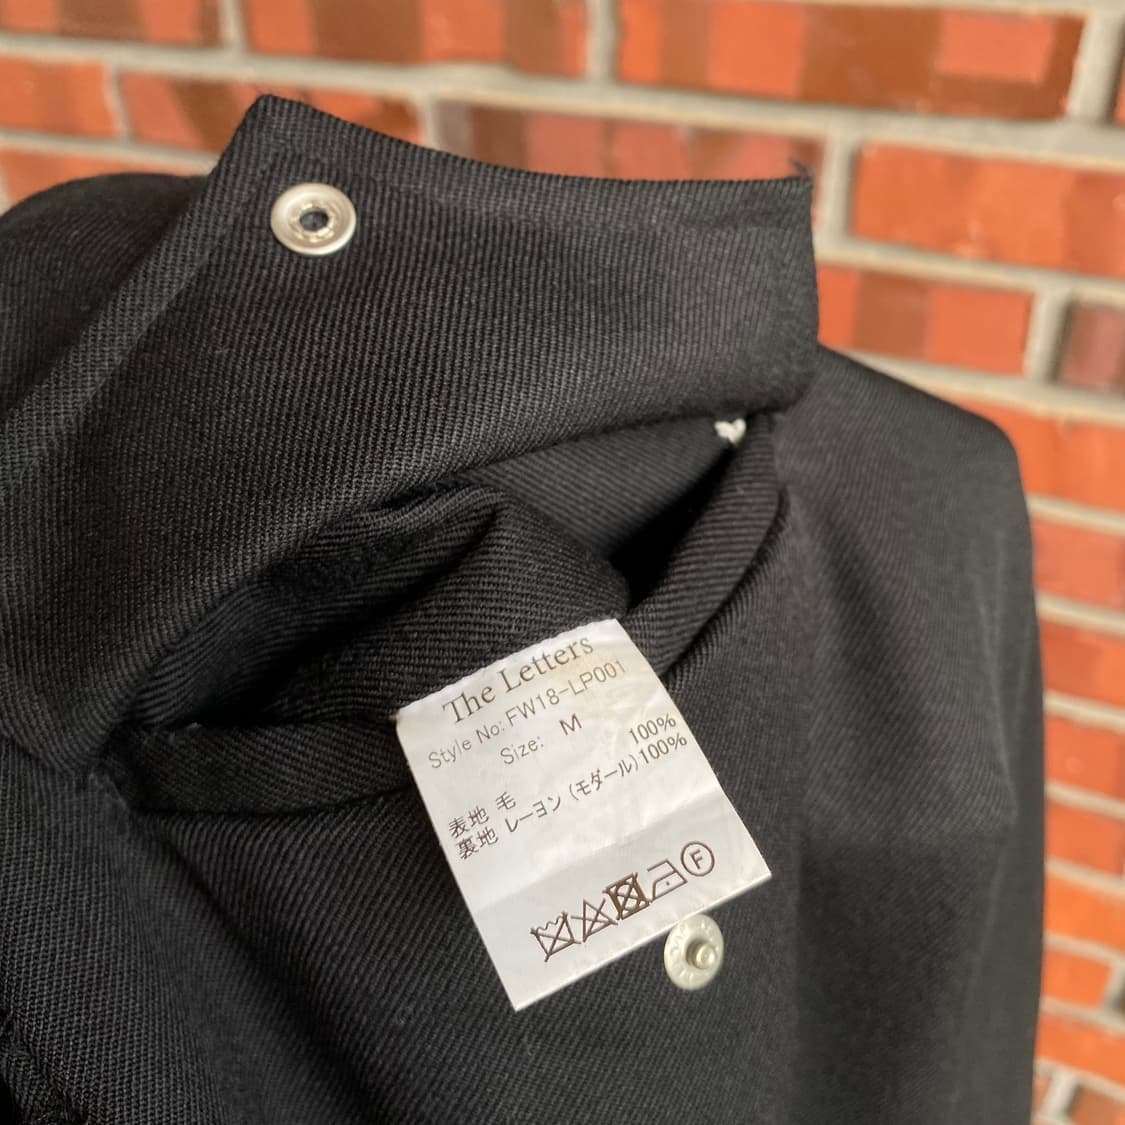 The Letters
Style No: FW18-LP001
Size: M
表地 毛 100%
裏地 レーヨン (モダール) 100%
F